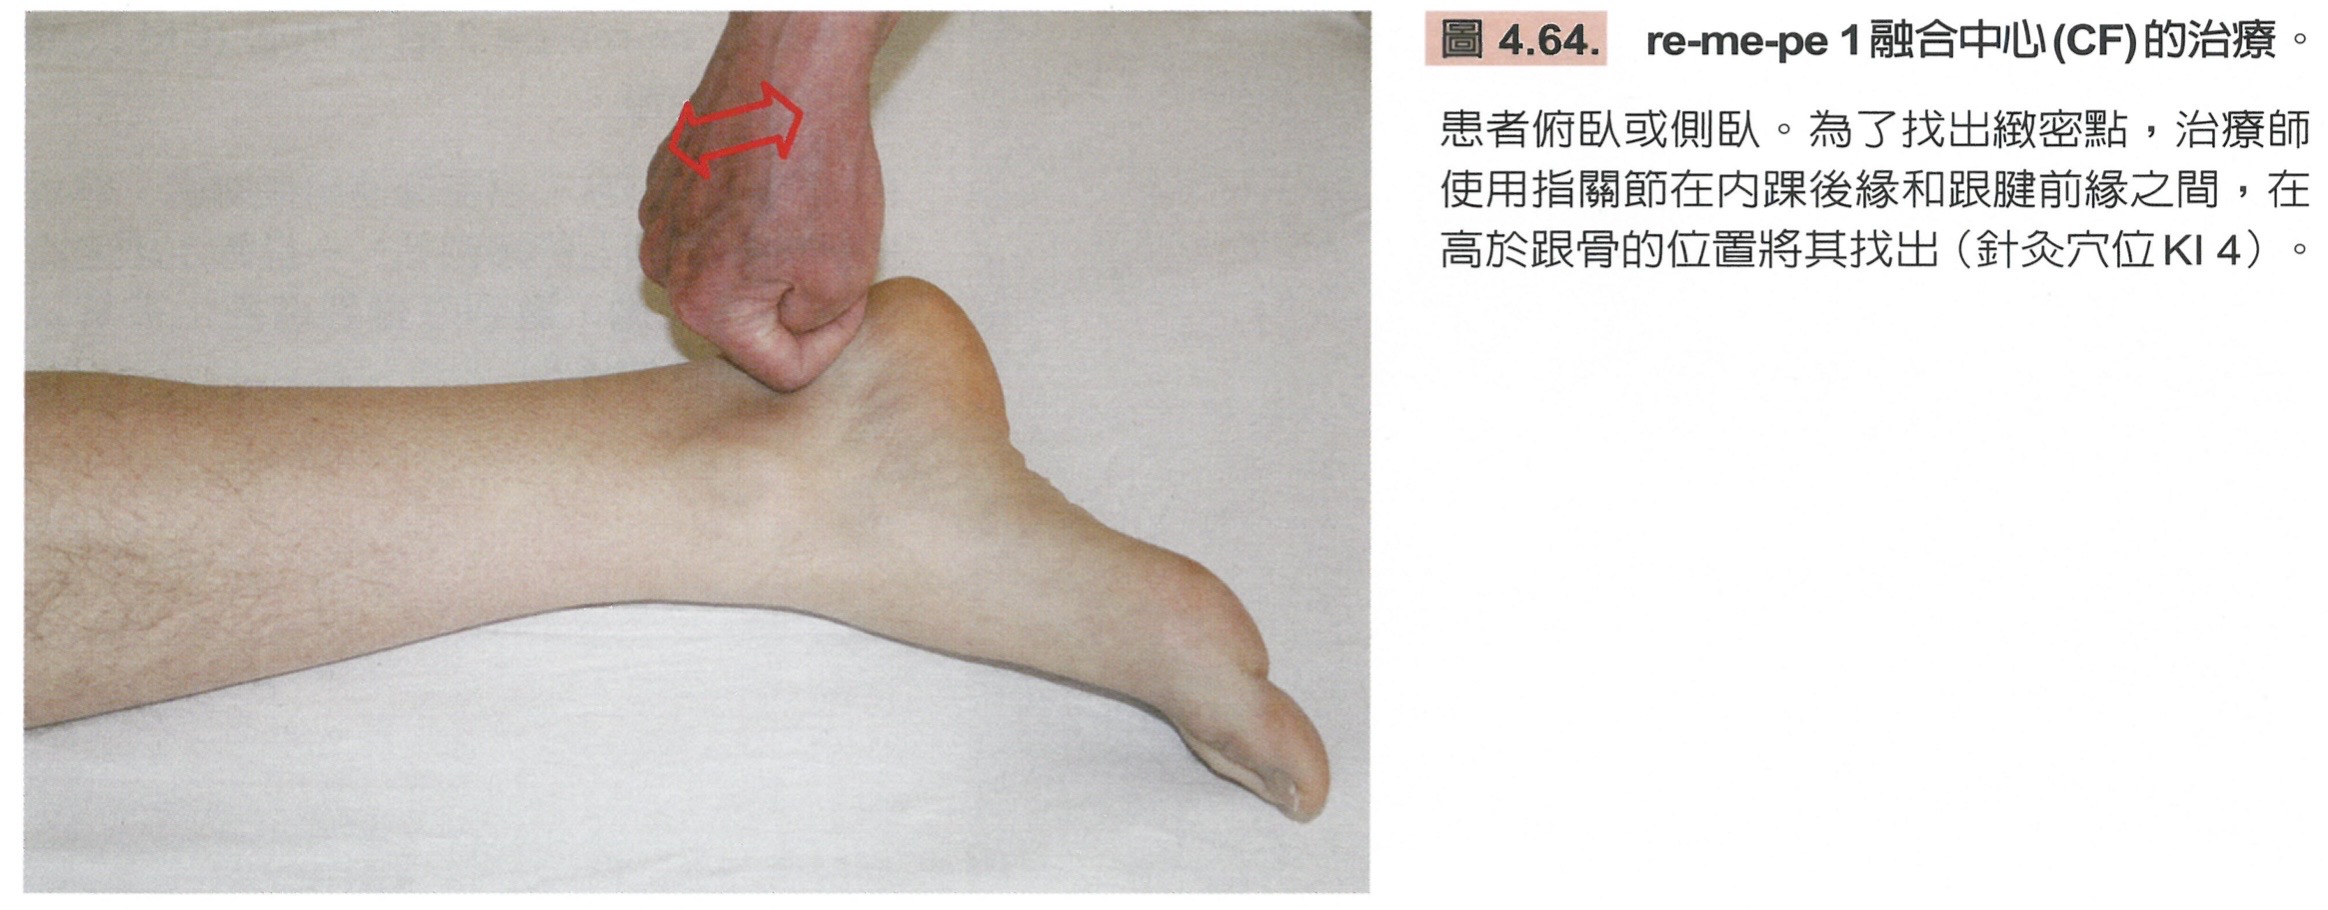 圖 4.64. re-me-pe 1融合中心(CF)的治療。
患者俯臥或側臥。為了找出緻密點，治療師
使用指關節在内踝後緣和跟腱前緣之間，在
高於跟骨的位置將其找出（針灸穴位KI 4）。